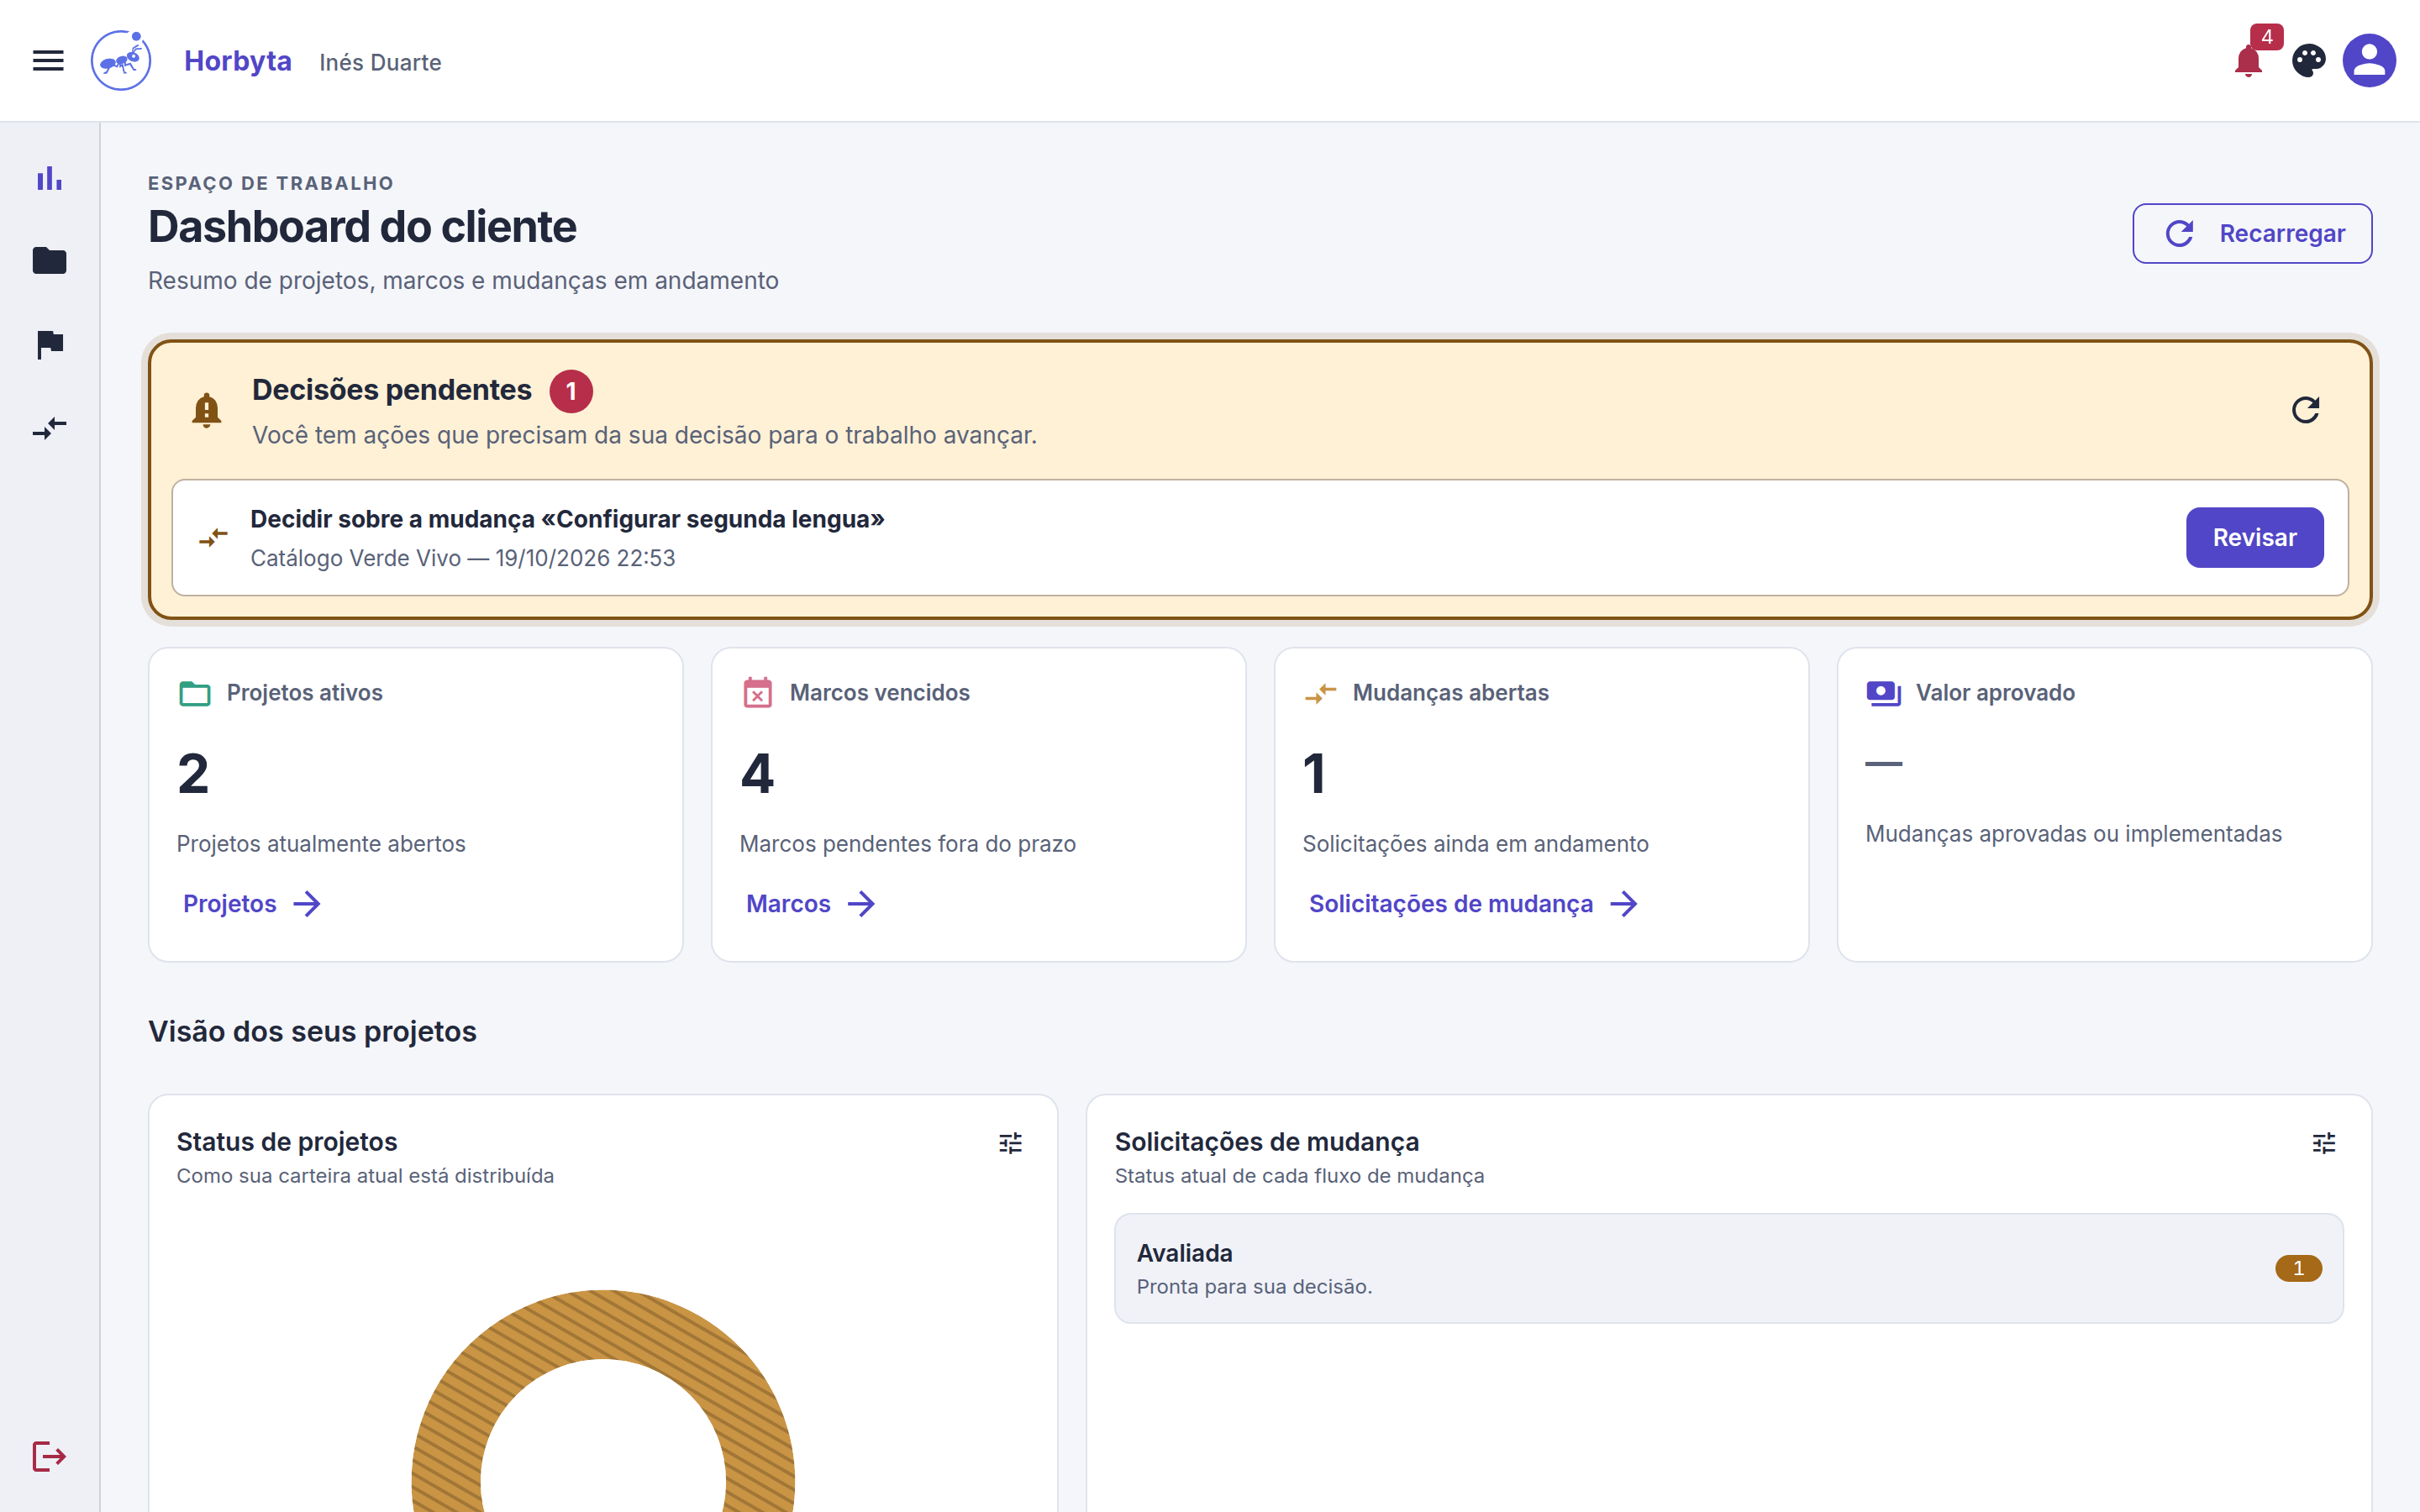 Horbyta
Inés Duarte
4
ESPAÇO DE TRABALHO
Dashboard do cliente
Resumo de projetos, marcos e mudanças em andamento
Recarregar
Decisões pendentes 1
Você tem ações que precisam da sua decisão para o trabalho avançar.
Decidir sobre a mudança «Configurar segunda lengua»
Catálogo Verde Vivo — 19/10/2026 22:53
Revisar
Projetos ativos
2
Projetos atualmente abertos
Projetos
Marcos vencidos
4
Marcos pendentes fora do prazo
Marcos
Mudanças abertas
1
Solicitações ainda em andamento
Solicitações de mudança
Valor aprovado
—
Mudanças aprovadas ou implementadas
Visão dos seus projetos
Status de projetos
Como sua carteira atual está distribuída
Solicitações de mudança
Status atual de cada fluxo de mudança
Avaliada
Pronta para sua decisão.
1